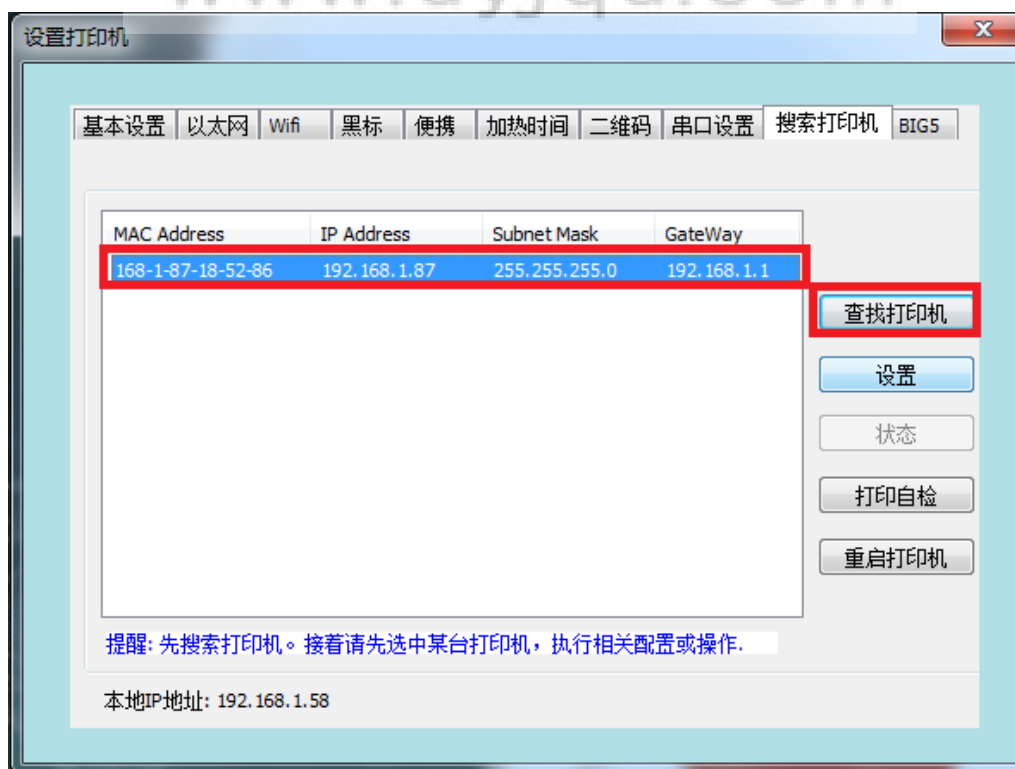 设置打印机
基本设置 以太网 Wifi 黑标 便携 加热时间 二维码 串口设置 搜索打印机 BIG5
MAC Address IP Address Subnet Mask GateWay
168-1-87-18-52-86 192.168.1.87 255.255.255.0 192.168.1.1
查找打印机
设置
状态
打印自检
重启打印机
提醒: 先搜索打印机。接着请先选中某台打印机，执行相关配置或操作.
本地IP地址: 192.168.1.58